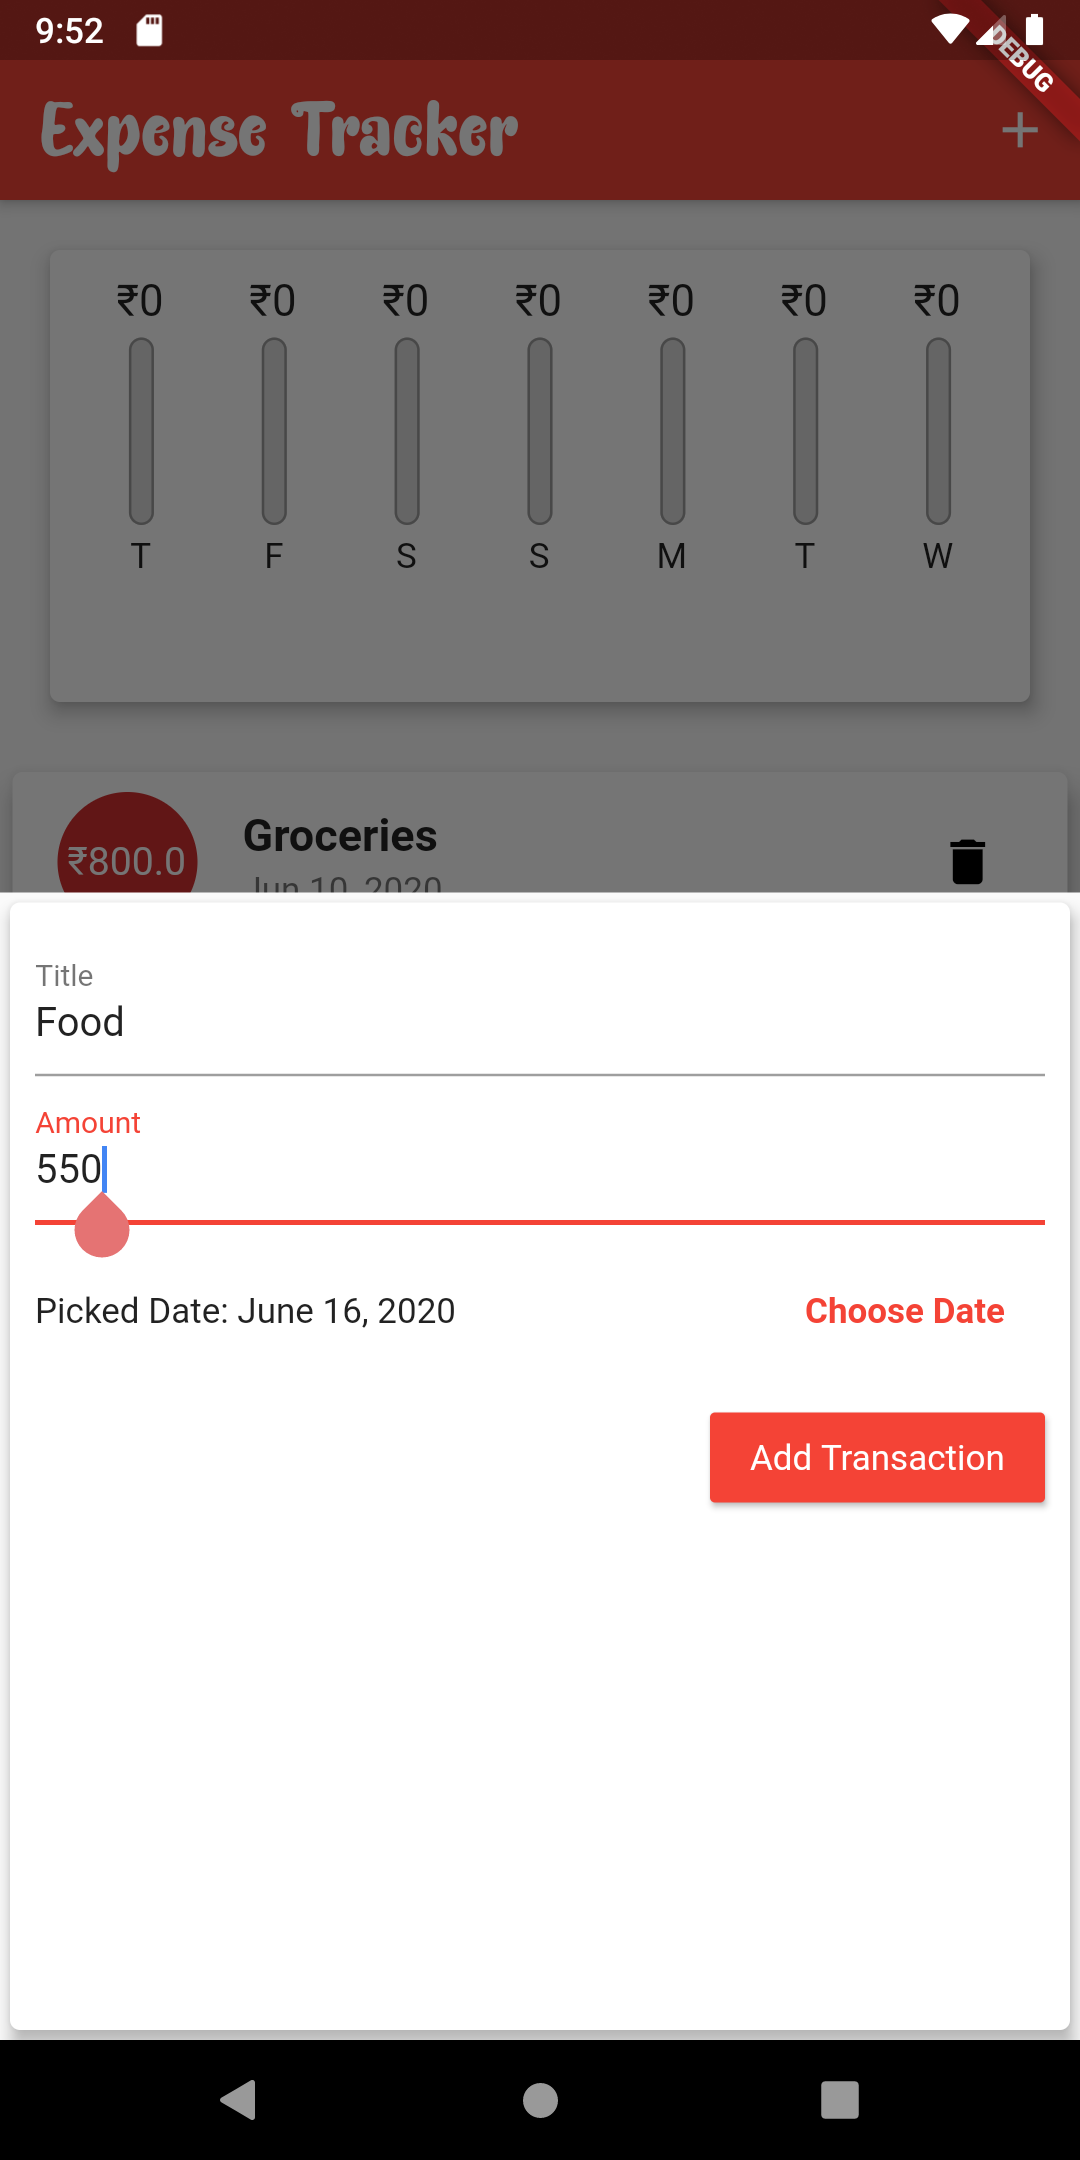 9:52
DEBUG
Expense Tracker
₹0 ₹0 ₹0 ₹0 ₹0 ₹0 ₹0
T F S S M T W
Groceries
₹800.0
Jun 10, 2020
Title
Food
Amount
550
Picked Date: June 16, 2020 Choose Date
Add Transaction